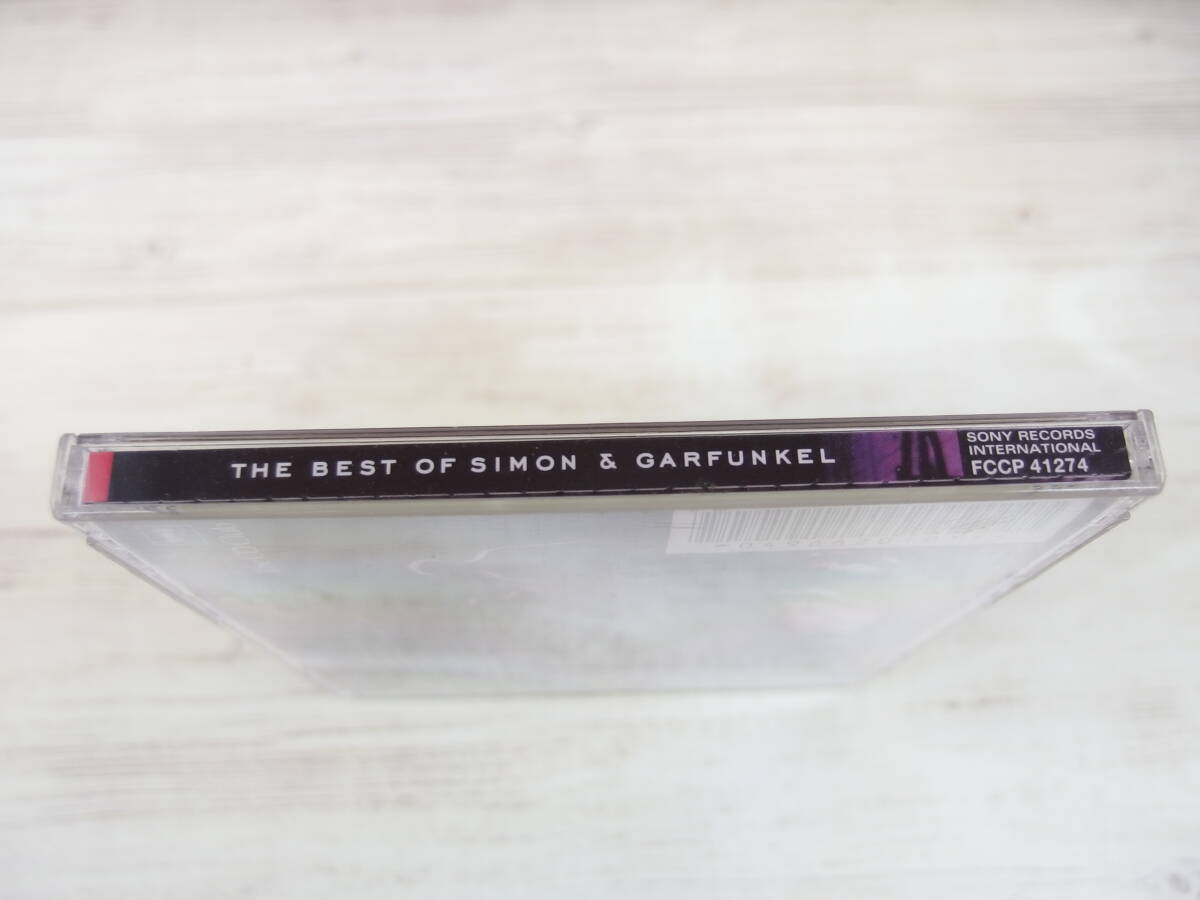 THE BEST OF SIMON & GARFUNKEL
SONY RECORDS
INTERNATIONAL
FCCP 41274